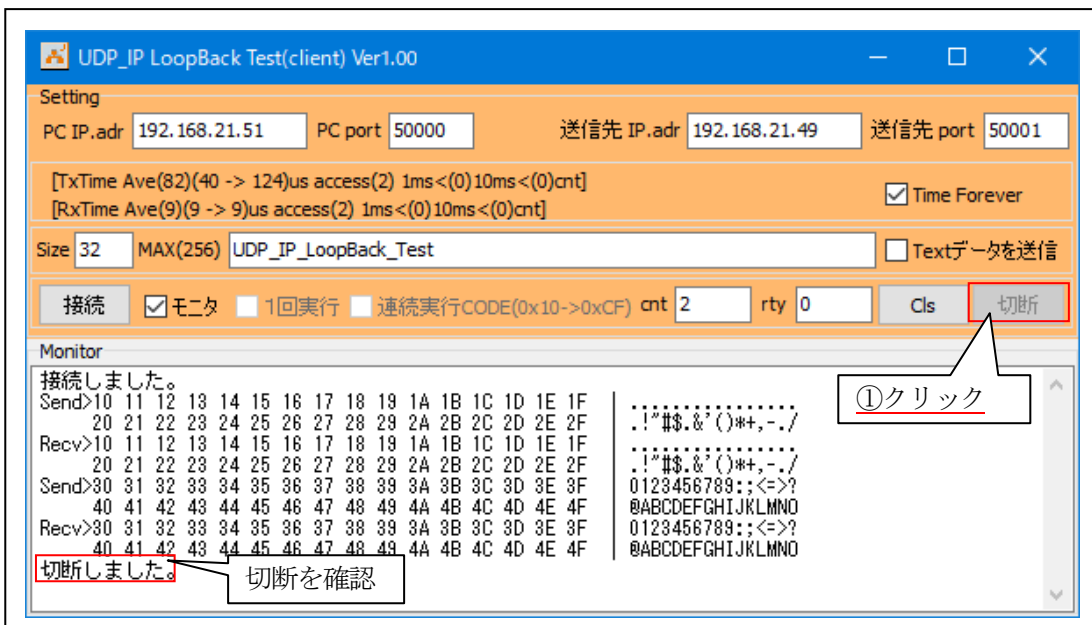 UDP_IP LoopBack Test(client) Ver1.00
Setting
PC IP.adr 192.168.21.51 PC port 50000 送信先 IP.adr 192.168.21.49 送信先 port 50001
[TxTime Ave(82)(40 -> 124)us access(2) 1ms<(0)10ms<(0)cnt]
[RxTime Ave(9)(9 -> 9)us access(2) 1ms<(0)10ms<(0)cnt]
Time Forever
Size 32 MAX(256) UDP_IP_LoopBack_Test Textデータを送信
接続 モニタ 1回実行 連続実行CODE(0x10->0xCF) cnt 2 rty 0 Cls 切断
Monitor
①クリック
接続しました。
Send>10 11 12 13 14 15 16 17 18 19 1A 1B 1C 1D 1E 1F | ................
20 21 22 23 24 25 26 27 28 29 2A 2B 2C 2D 2E 2F | .!"#$.&'()*+,-./
Recv>10 11 12 13 14 15 16 17 18 19 1A 1B 1C 1D 1E 1F | ................
20 21 22 23 24 25 26 27 28 29 2A 2B 2C 2D 2E 2F | .!"#$.&'()*+,-./
Send>30 31 32 33 34 35 36 37 38 39 3A 3B 3C 3D 3E 3F | 0123456789:;<=>?
40 41 42 43 44 45 46 47 48 49 4A 4B 4C 4D 4E 4F | @ABCDEFGHIJKLMNO
Recv>30 31 32 33 34 35 36 37 38 39 3A 3B 3C 3D 3E 3F | 0123456789:;<=>?
40 41 42 43 44 45 46 47 48 49 4A 4B 4C 4D 4E 4F | @ABCDEFGHIJKLMNO
切断しました。
切断を確認